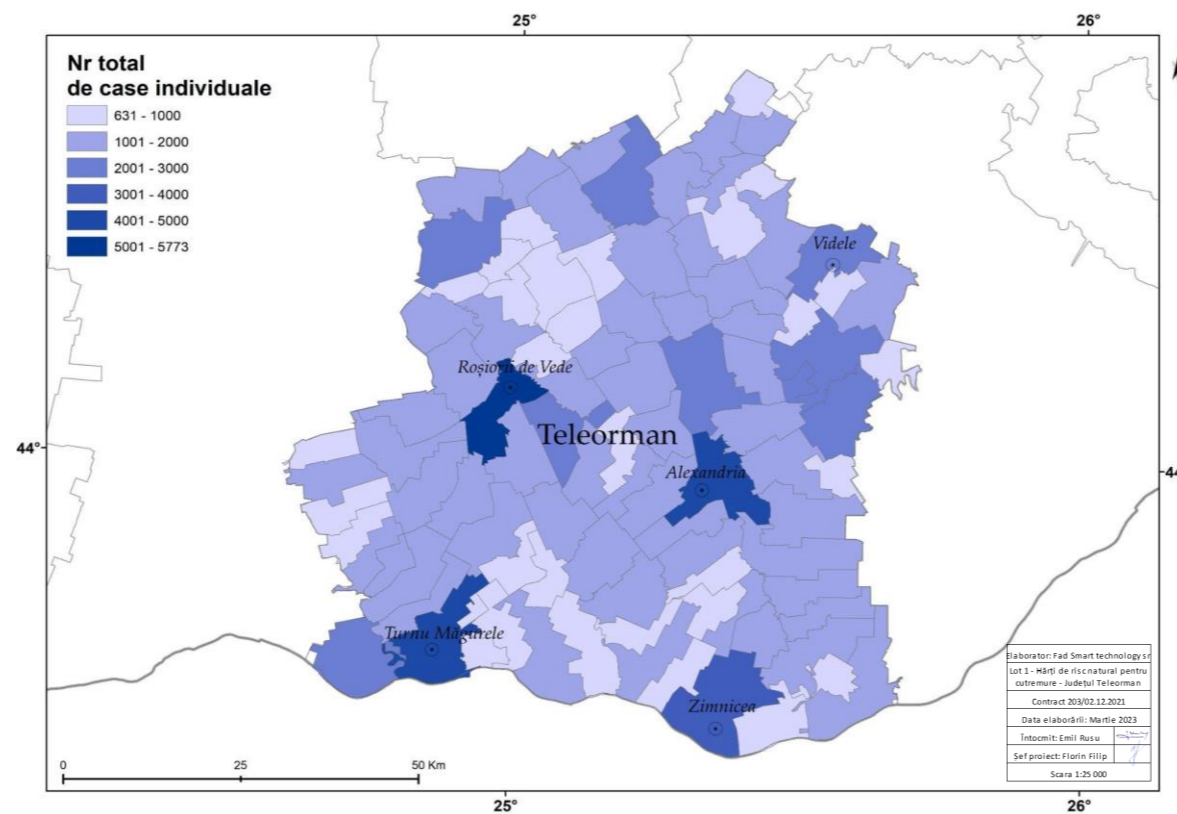 25°
26°
Nr total
de case individuale
631 - 1000
1001 - 2000
2001 - 3000
3001 - 4000
4001 - 5000
5001 - 5773
Videle
Roșiorii de Vede
Teleorman
44°
44
Alexandria
Turnu Măgurele
Zimnicea
Elaborator: Fad Smart technology sr
Lot 1 - Hărți de risc natural pentru
cutremure - Județul Teleorman
Contract 203/02.12.2021
Data elaborării: Martie 2023
Întocmit: Emil Rusu
Șef proiect: Florin Filip
Scara 1:25 000
0 25 50 Km
25°
26°